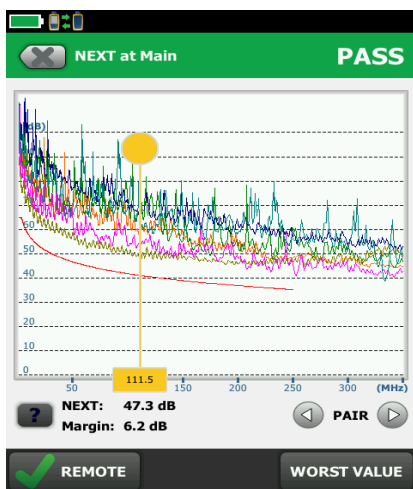 NEXT at Main
PASS
(dB)
60
50
40
30
20
10
0
50 111.5 150 200 250 300 (MHz)
? NEXT: 47.3 dB
Margin: 6.2 dB
PAIR
REMOTE
WORST VALUE